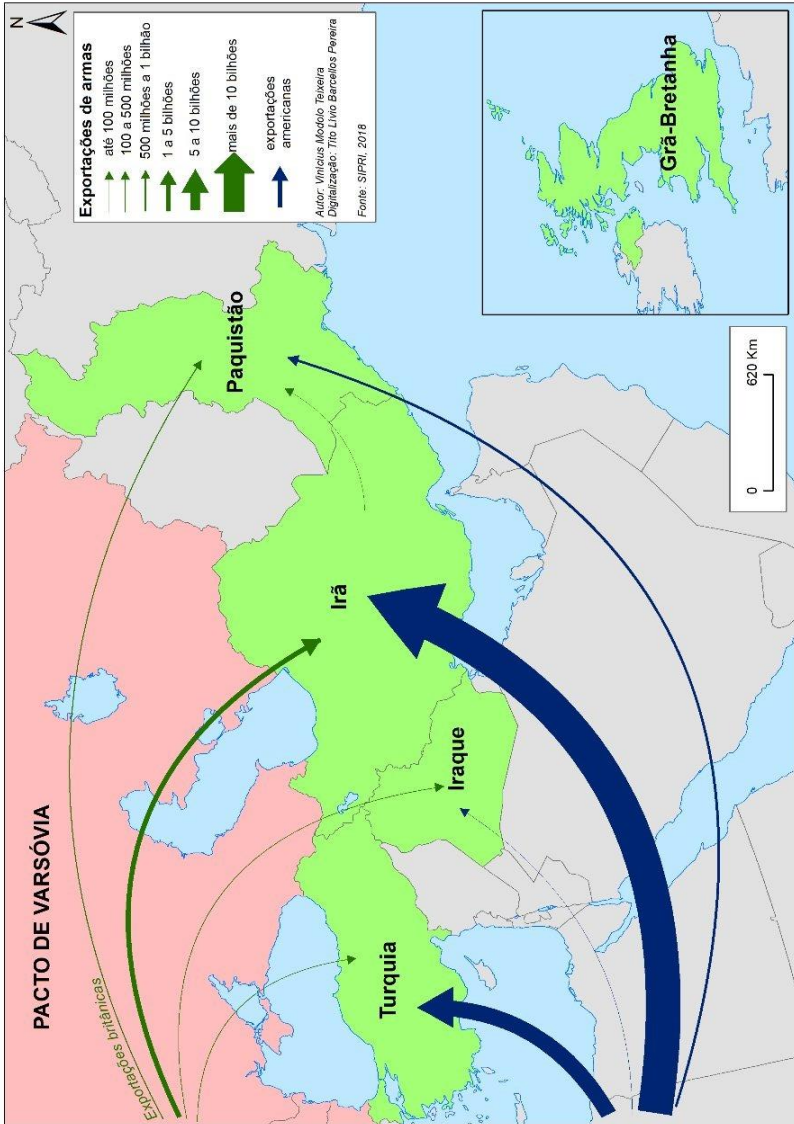 PACTO DE VARSÓVIA
Exportações britânicas
Turquia
Iraque
Irã
Paquistão
N
Exportações de armas
até 100 milhões
100 a 500 milhões
500 milhões a 1 bilhão
1 a 5 bilhões
5 a 10 bilhões
mais de 10 bilhões
exportações
americanas
Autor: Vinícius Modolo Teixeira
Digitalização: Tito Lívio Barcellos Pereira
Fonte: SIPRI, 2018
0 620 Km
Grã-Bretanha